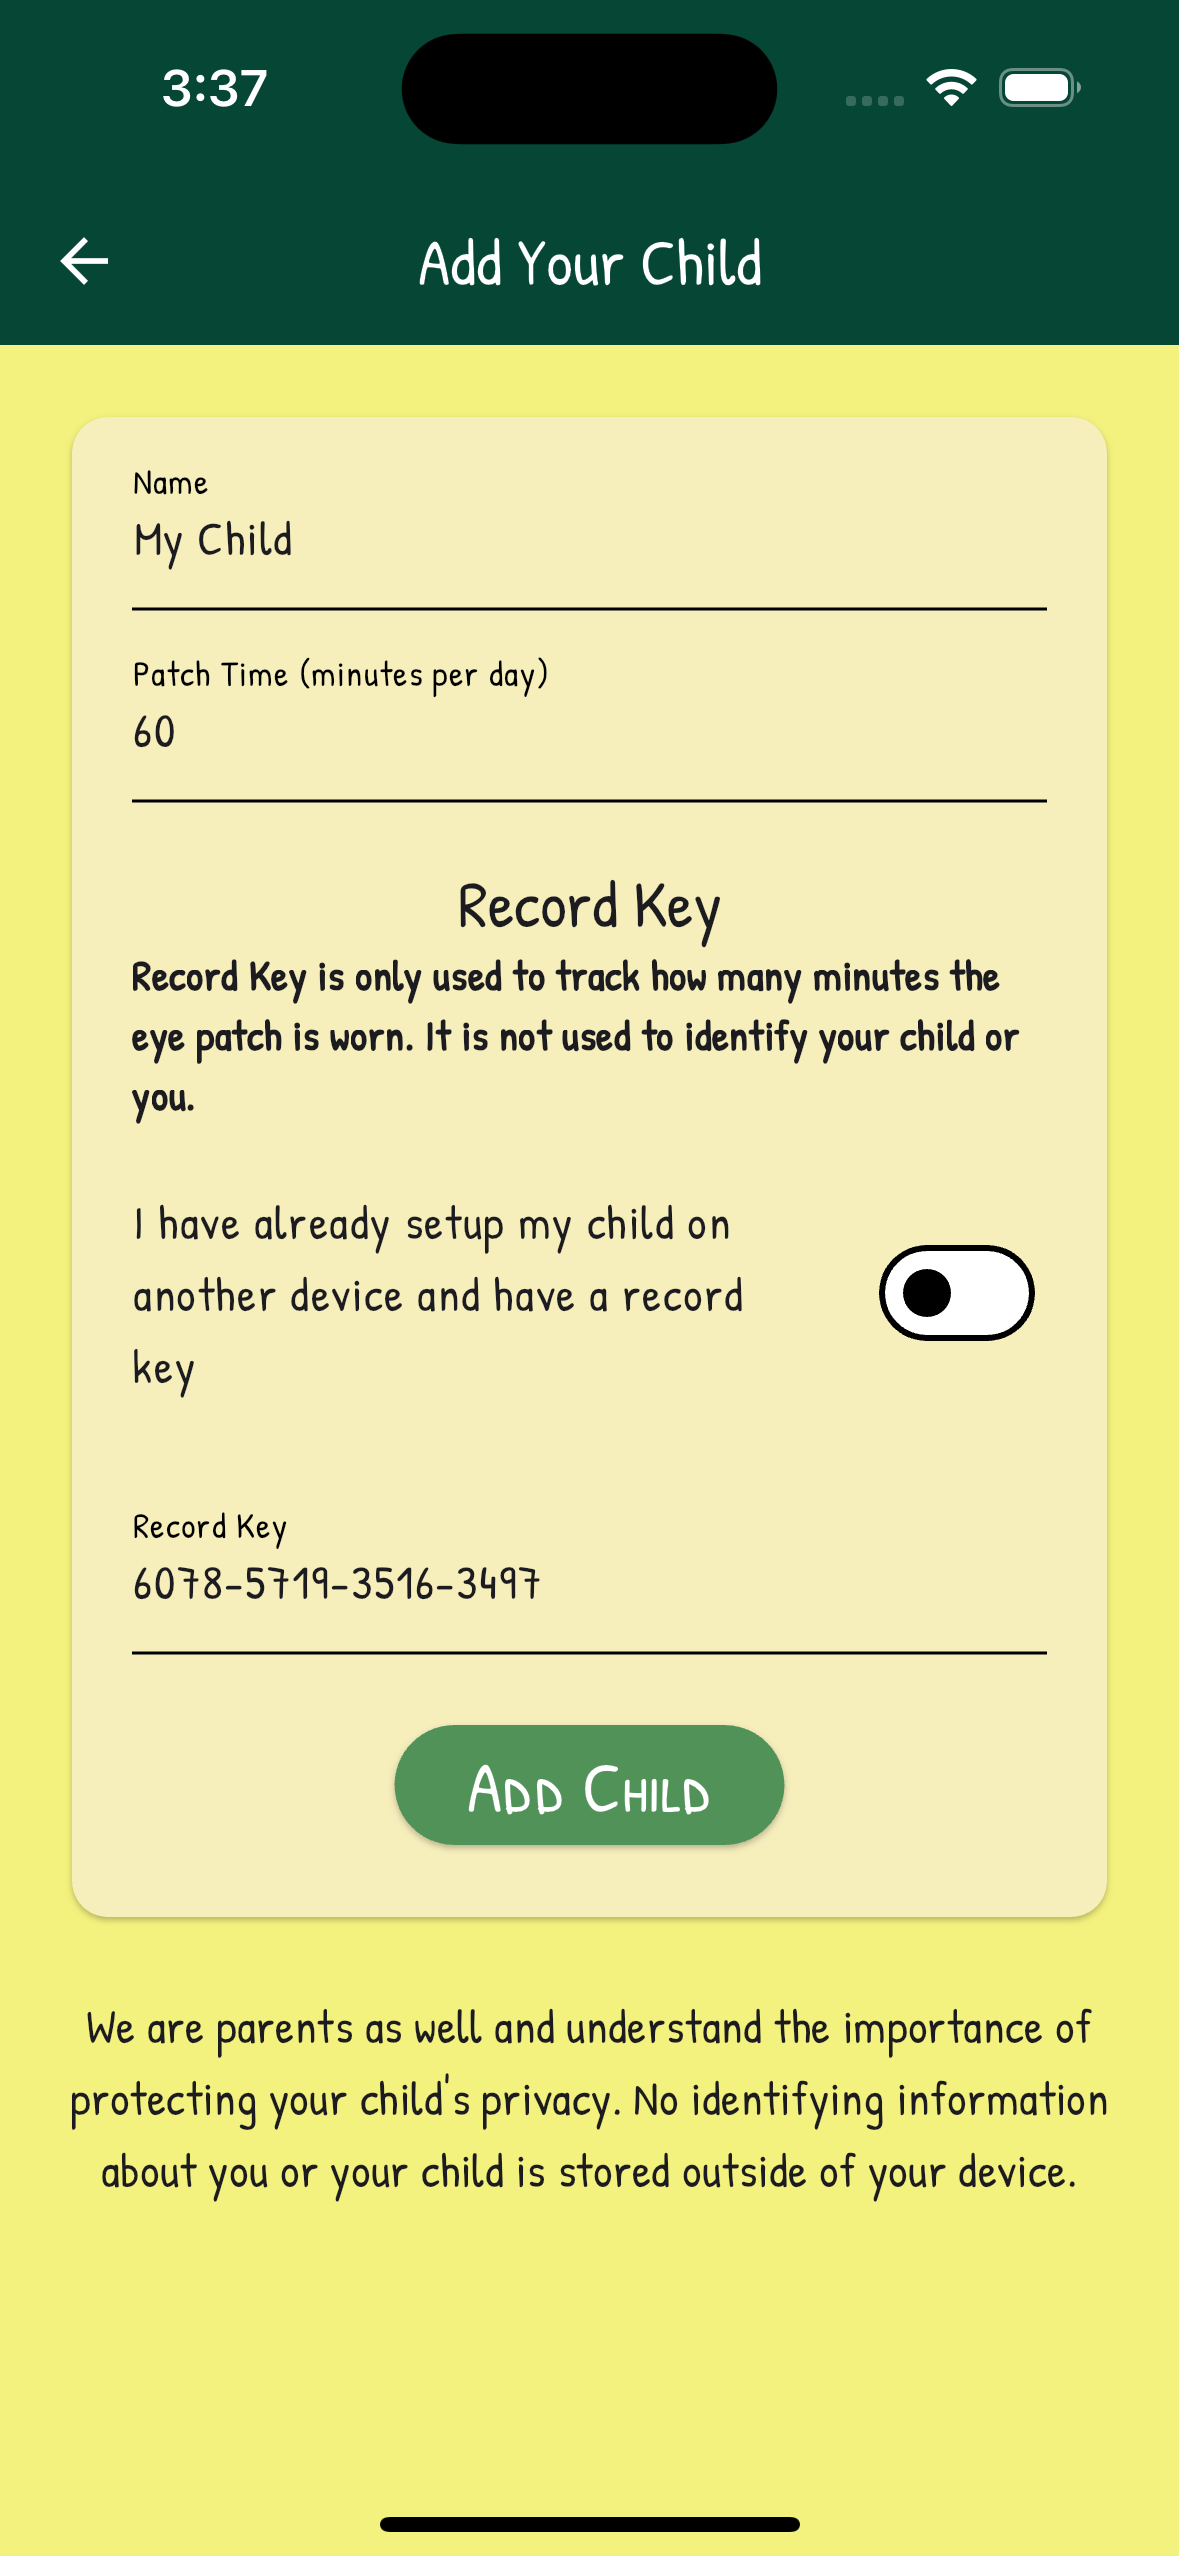 3:37
Add Your Child
Name
My Child
Patch Time (minutes per day)
60
Record Key
Record Key is only used to track how many minutes the
eye patch is worn. It is not used to identify your child or
you.
I have already setup my child on
another device and have a record
key
Record Key
6078-5719-3516-3497
Add Child
We are parents as well and understand the importance of
protecting your child's privacy. No identifying information
about you or your child is stored outside of your device.